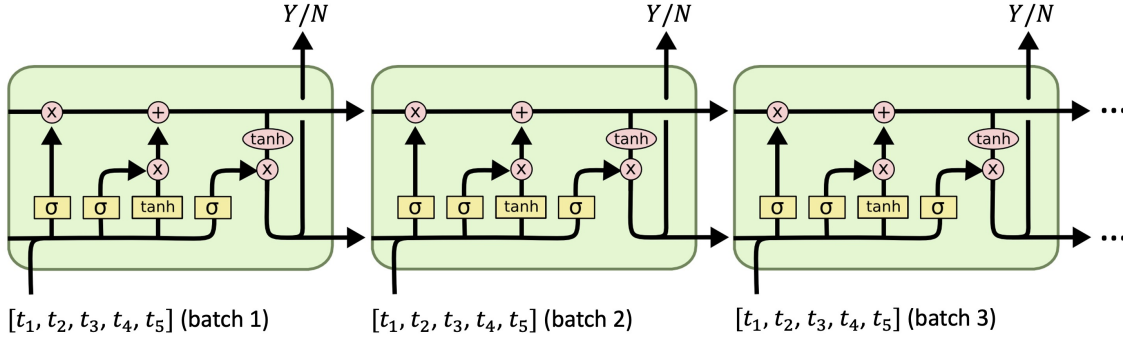 Y/N Y/N Y/N
x + x + x + ...
tanh tanh tanh
x x x x x x
σ σ tanh σ σ σ tanh σ σ σ tanh σ
...
[t₁, t₂, t₃, t₄, t₅] (batch 1) [t₁, t₂, t₃, t₄, t₅] (batch 2) [t₁, t₂, t₃, t₄, t₅] (batch 3)